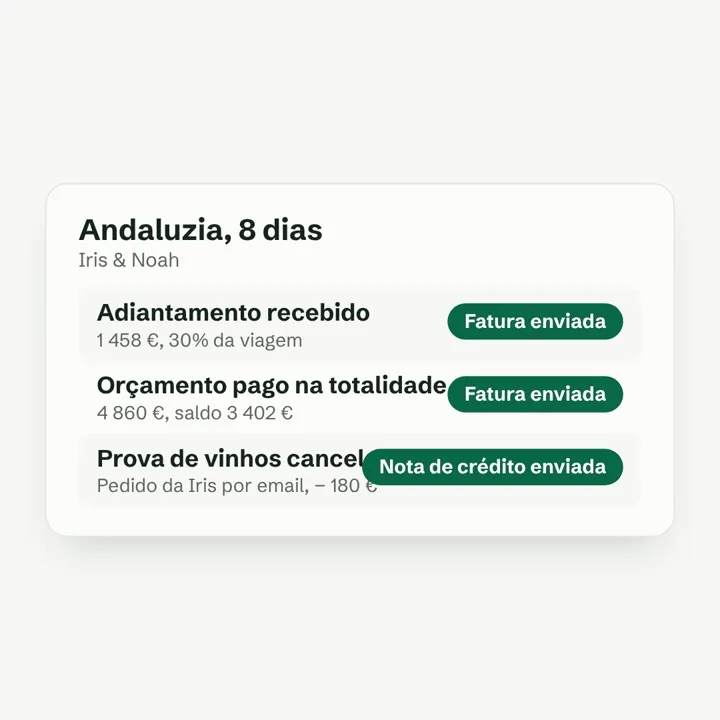 Andaluzia, 8 dias
Iris & Noah
Adiantamento recebido
1 458 €, 30% da viagem
Fatura enviada
Orçamento pago na totalidade
4 860 €, saldo 3 402 €
Fatura enviada
Prova de vinhos
Pedido da Iris por email, − 180 €
Nota de crédito enviada